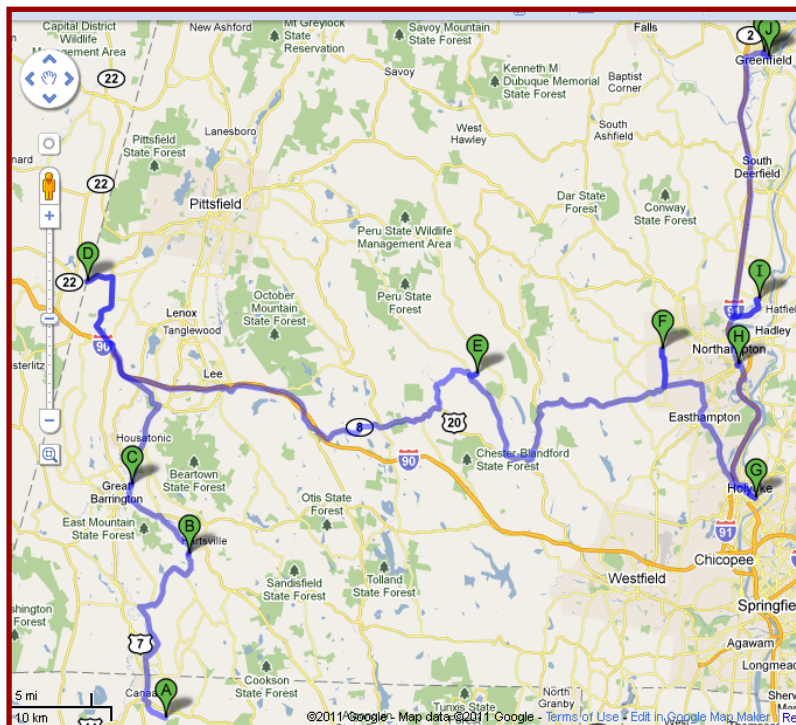 Capital District
Wildlife
Management Area
New Ashford
Mt Greylock
State
Reservation
Savoy Mountain
State Forest
Falls
2
J
Greenfield
22
Savoy
Kenneth M
Dubuque Memorial
State Forest
Baptist
Corner
Lanesboro
West
Hawley
South
Ashfield
Pittsfield
State Forest
South
Deerfield
22
Pittsfield
Dar State
Forest
Conway
State Forest
Peru State Wildlife
Management Area
D
22
I
October
Mountain
State Forest
Peru State
Forest
91
Hatfield
Lenox
Tanglewood
F
Hadley
90
E
Northampton
H
Lee
20
8
Easthampton
Housatonic
C
Chester-Blandford
State Forest
90
G
Holyoke
Great
Barrington
Beartown
State Forest
Otis State
Forest
East Mountain
State Forest
B
Hartsville
91
Chicopee
Tolland
State Forest
Sandisfield
State Forest
Westfield
Springfield
7
Agawam
Cookson
State Forest
Longmeadow
5 mi
10 km
A
Tunxis State
Forest
North
Granby
©2011 Google - Map data ©2011 Google - Terms of Use - Edit in Google Map Maker